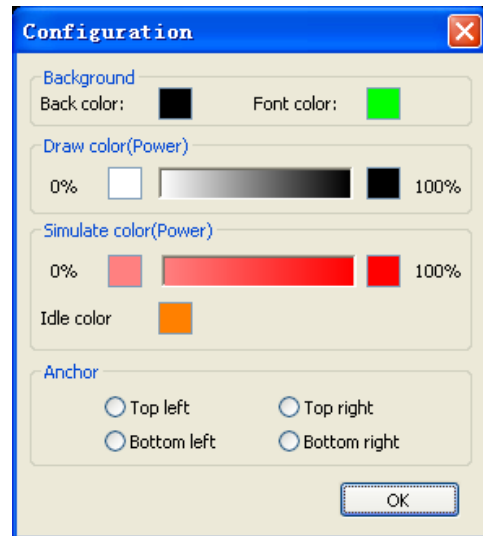 Configuration
Background
Back color: Font color:
Draw color(Power)
0% 100%
Simulate color(Power)
0% 100%
Idle color
Anchor
Top left Top right
Bottom left Bottom right
OK